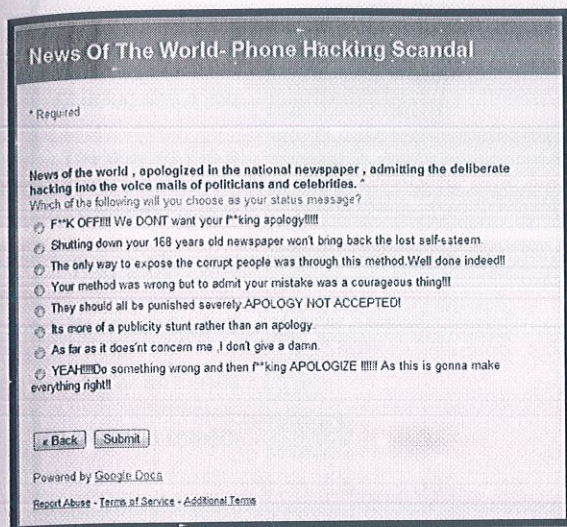 News Of The World- Phone Hacking Scandal
* Required
News of the world , apologized in the national newspaper , admitting the deliberate
hacking into the voice mails of politicians and celebrities. *
Which of the following will you choose as your status message?
F**K OFF!!!! We DONT want your f**king apology!!!!!
Shutting down your 168 years old newspaper won't bring back the lost self-esteem.
The only way to expose the corrupt people was through this method.Well done indeed!!
Your method was wrong but to admit your mistake was a courageous thing!!!
They should all be punished severely.APOLOGY NOT ACCEPTED!
Its more of a publicity stunt rather than an apology.
As far as it does'nt concern me ,I don't give a damn.
YEAH!!!!Do something wrong and then f**king APOLOGIZE !!!!!! As this is gonna make
everything right!!
« Back Submit
Powered by Google Docs
Report Abuse - Terms of Service - Additional Terms